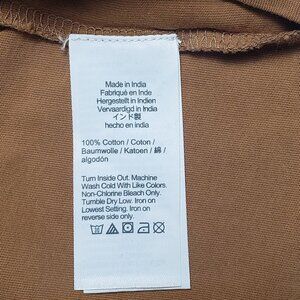 Made in India
Fabriqué en Inde
Hergestellt in Indien
Vervaardigd in India
インド製
hecho en india
100% Cotton / Coton /
Baumwolle / Katoen / 綿 /
algodón
Turn Inside Out. Machine
Wash Cold With Like Colors.
Non-Chlorine Bleach Only.
Tumble Dry Low. Iron on
Lowest Setting. Iron on
reverse side only.